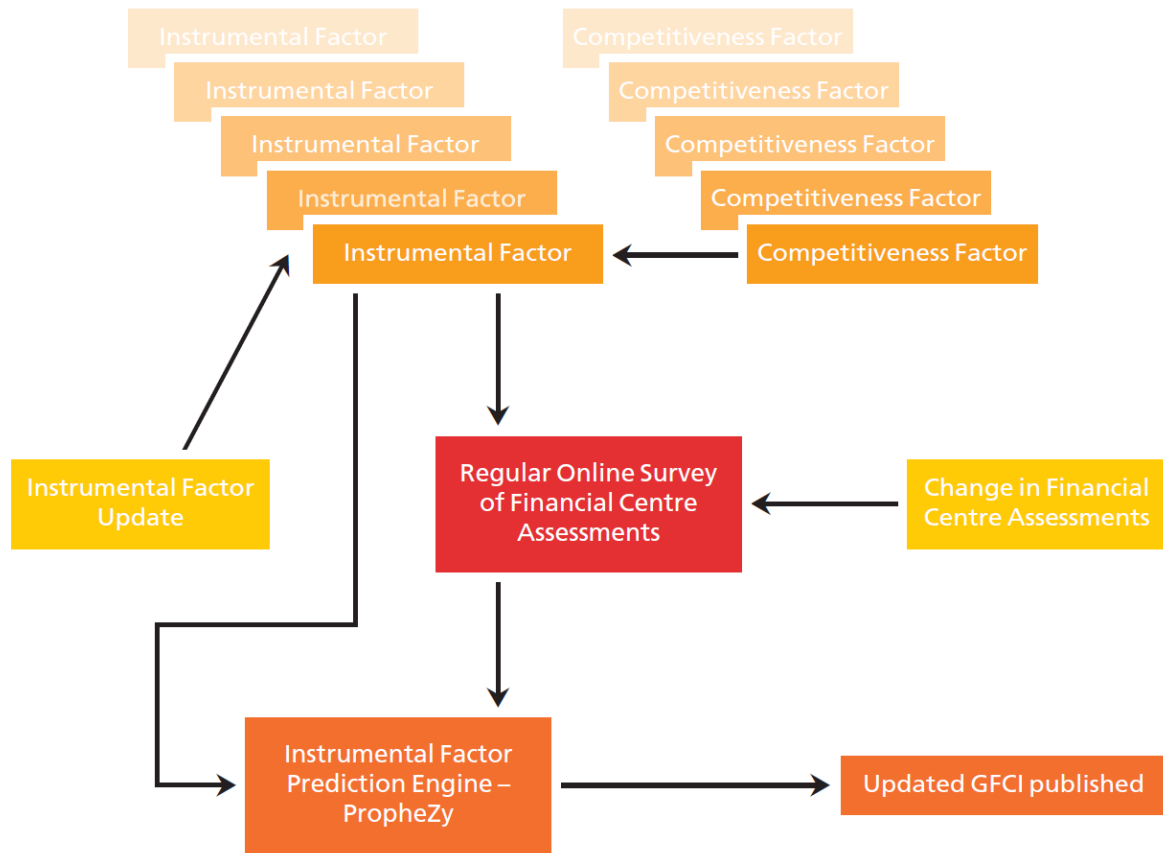 Instrumental Factor
Competitiveness Factor
Instrumental Factor
Competitiveness Factor
Instrumental Factor
Competitiveness Factor
Instrumental Factor
Competitiveness Factor
Instrumental Factor
Competitiveness Factor
Instrumental Factor
Update
Regular Online Survey
of Financial Centre
Assessments
Change in Financial
Centre Assessments
Instrumental Factor
Prediction Engine –
PropheZy
Updated GFCI published